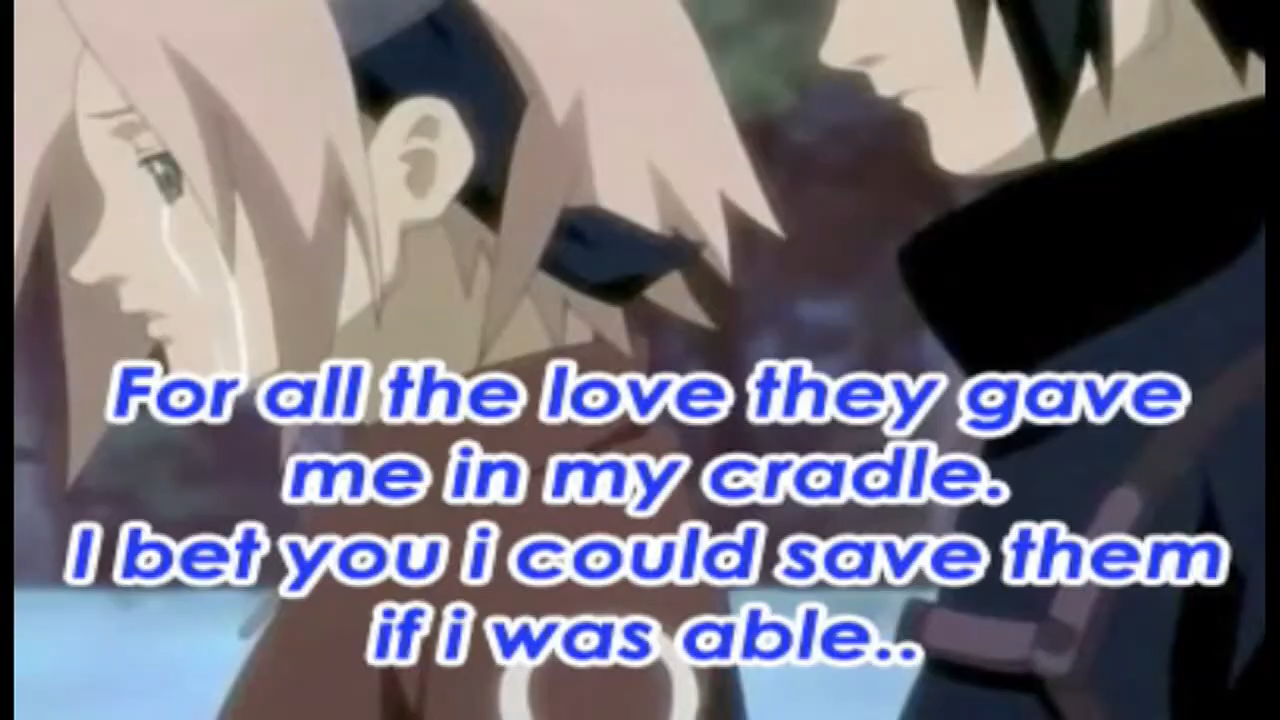 For all the love they gave
me in my cradle.
I bet you i could save them
if i was able..